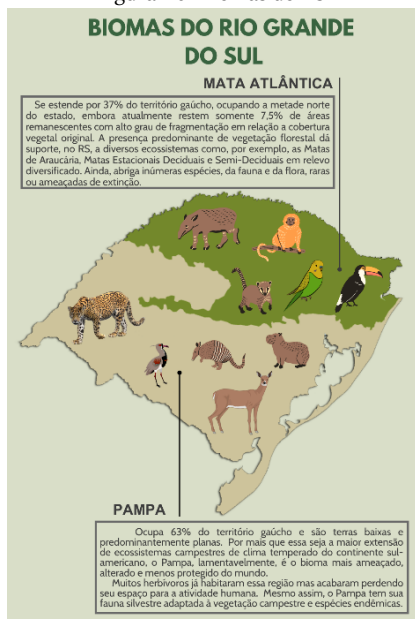 BIOMAS DO RIO GRANDE
DO SUL
MATA ATLÂNTICA
Se estende por 37% do território gaúcho, ocupando a metade norte
do estado, embora atualmente restem somente 7,5% de áreas
remanescentes com alto grau de fragmentação em relação a cobertura
vegetal original. A presença predominante de vegetação florestal dá
suporte, no RS, a diversos ecossistemas como, por exemplo, as Matas
de Araucária, Matas Estacionais Deciduais e Semi-Deciduais em relevo
diversificado. Ainda, abriga inúmeras espécies, da fauna e da flora, raras
ou ameaçadas de extinção.
PAMPA
Ocupa 63% do território gaúcho e são terras baixas e
predominantemente planas. Por mais que essa seja a maior extensão
de ecossistemas campestres de clima temperado do continente sul-
americano, o Pampa, lamentavelmente, é o bioma mais ameaçado,
alterado e menos protegido do mundo.
Muitos herbívoros já habitaram essa região mas acabaram perdendo
seu espaço para a atividade humana. Mesmo assim, o Pampa tem sua
fauna silvestre adaptada à vegetação campestre e espécies endêmicas.